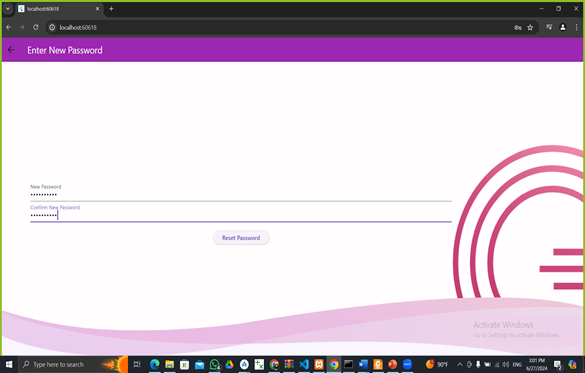 localhost:60618
localhost:60618
Enter New Password
New Password
Confirm New Password
Reset Password
Activate Windows
Go to Settings to activate Windows.
Type here to search
90°F
ENG
3:01 PM
6/27/2024